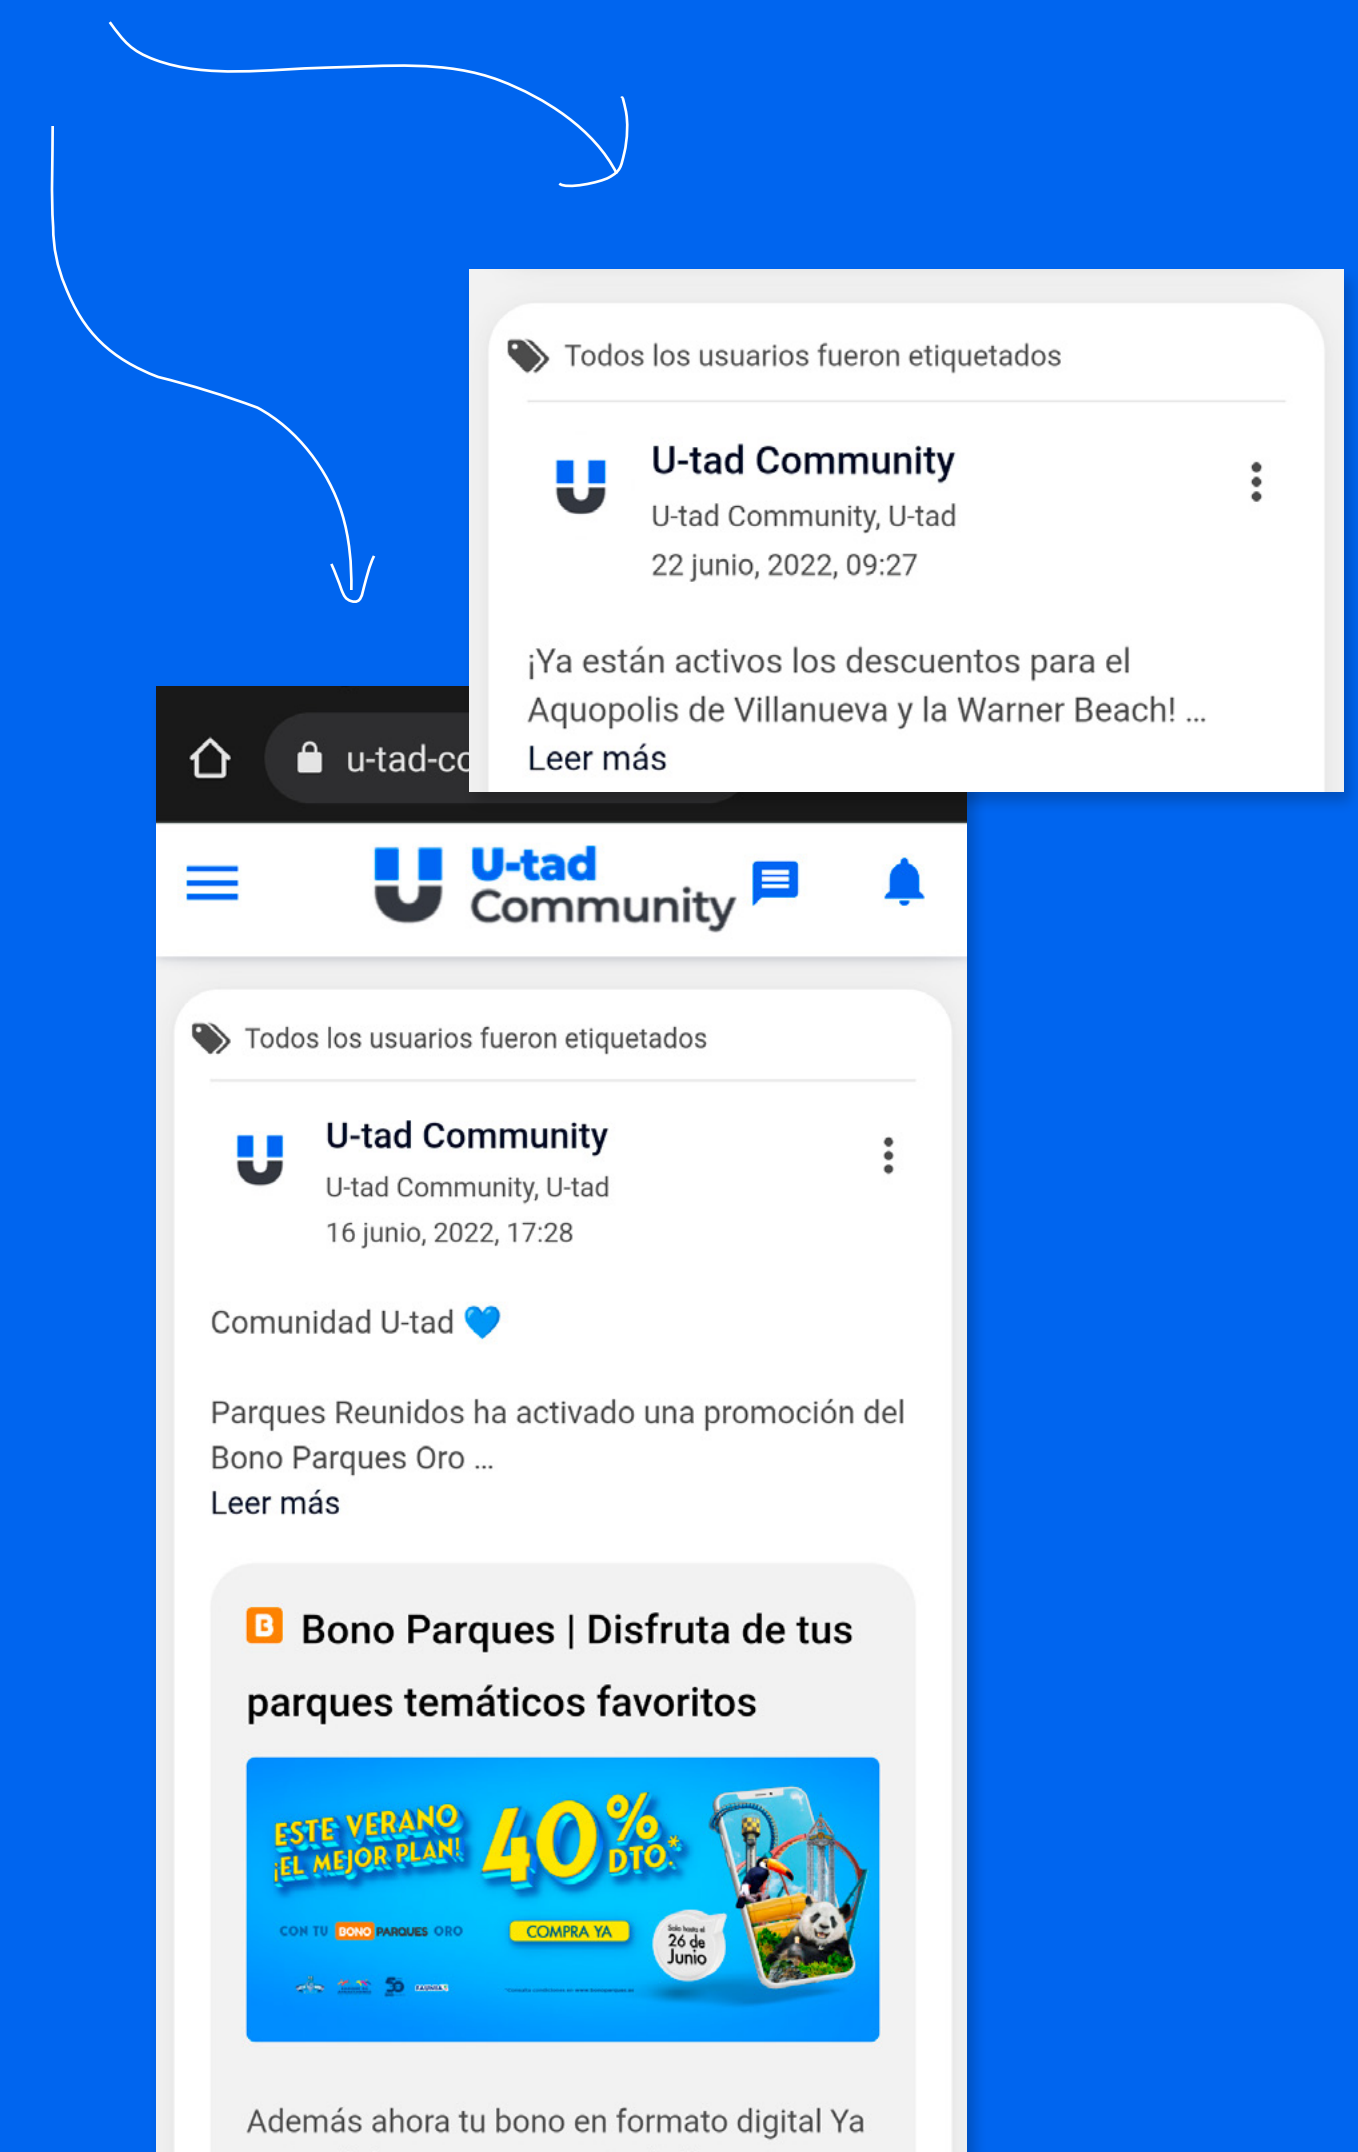 Todos los usuarios fueron etiquetados
U-tad Community
U-tad Community, U-tad
22 junio, 2022, 09:27
¡Ya están activos los descuentos para el
Aquopolis de Villanueva y la Warner Beach! ...
Leer más
u-tad-co
U-tad
Community
Todos los usuarios fueron etiquetados
U-tad Community
U-tad Community, U-tad
16 junio, 2022, 17:28
Comunidad U-tad 💙
Parques Reunidos ha activado una promoción del
Bono Parques Oro ...
Leer más
B Bono Parques | Disfruta de tus
parques temáticos favoritos
ESTE VERANO
¡EL MEJOR PLAN!
40% DTO.*
CON TU BONO PARQUES ORO
COMPRA YA
Solo hasta el
26 de
Junio
50
FAUNIA
Además ahora tu bono en formato digital Ya